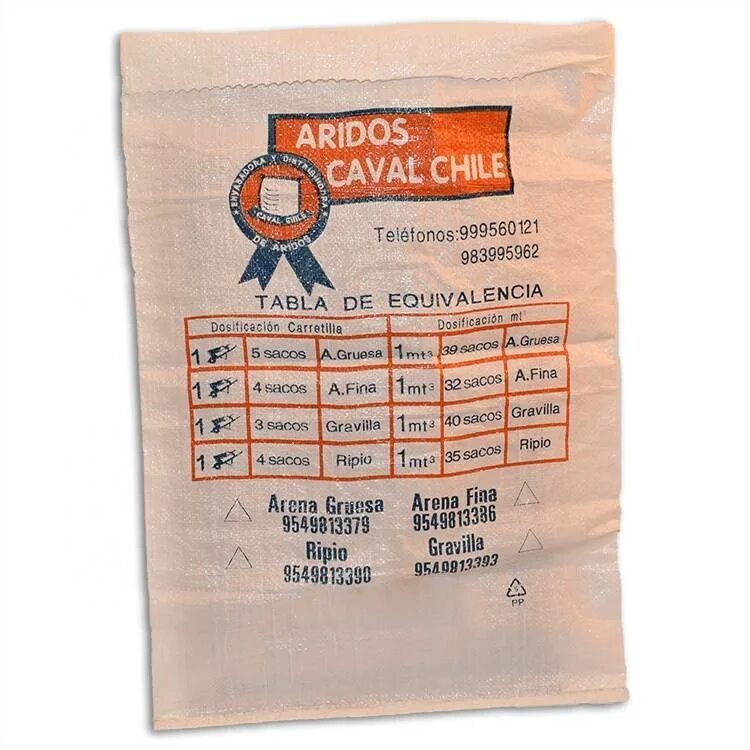 ARIDOS
CAVAL CHILE
ENVASADORA Y DISTRIBUIDORA
CAVAL CHILE
DE ARIDOS
Teléfonos:999560121
983995962
TABLA DE EQUIVALENCIA
Dosificación Carretilla Dosificación mt³
1 5 sacos A.Gruesa 1mt³ 39 sacos A.Gruesa
1 4 sacos A.Fina 1mt³ 32 sacos A.Fina
1 3 sacos Gravilla 1mt³ 40 sacos Gravilla
1 4 sacos Ripio 1mt³ 35 sacos Ripio
Arena Gruesa Arena Fina
9549813379 9549813386
Ripio Gravilla
9549813390 9549813393
5
PP